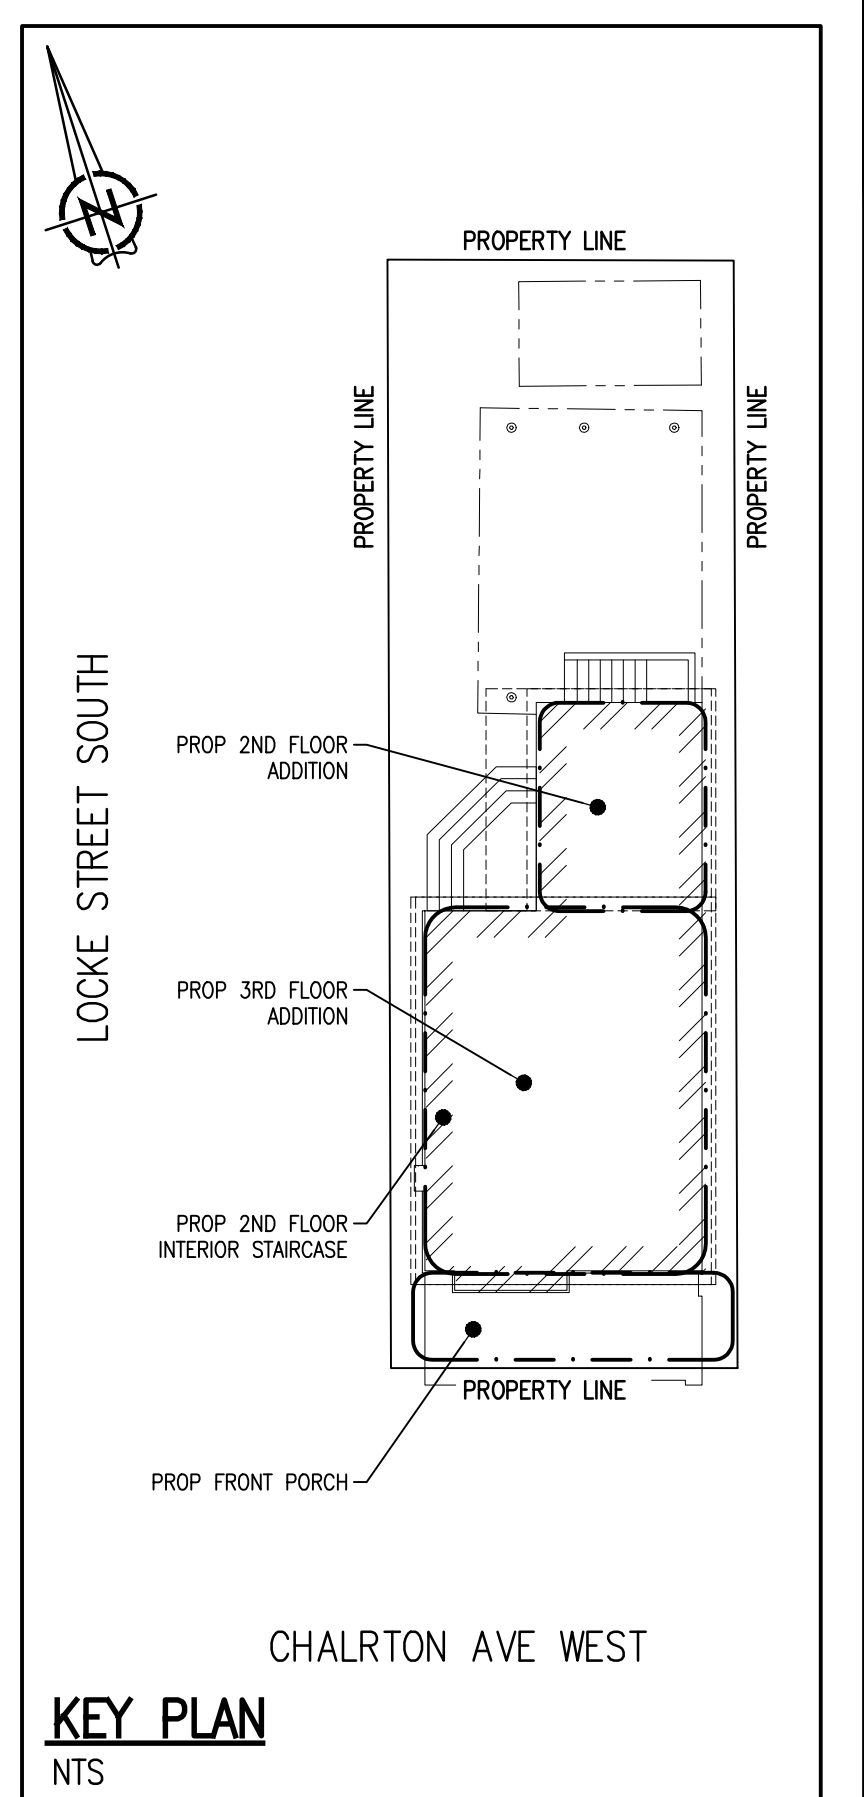 N
PROPERTY LINE
PROPERTY LINE
PROPERTY LINE
LOCKE STREET SOUTH
PROP 2ND FLOOR
ADDITION
PROP 3RD FLOOR
ADDITION
PROP 2ND FLOOR
INTERIOR STAIRCASE
PROPERTY LINE
PROP FRONT PORCH
CHALRTON AVE WEST
KEY PLAN
NTS